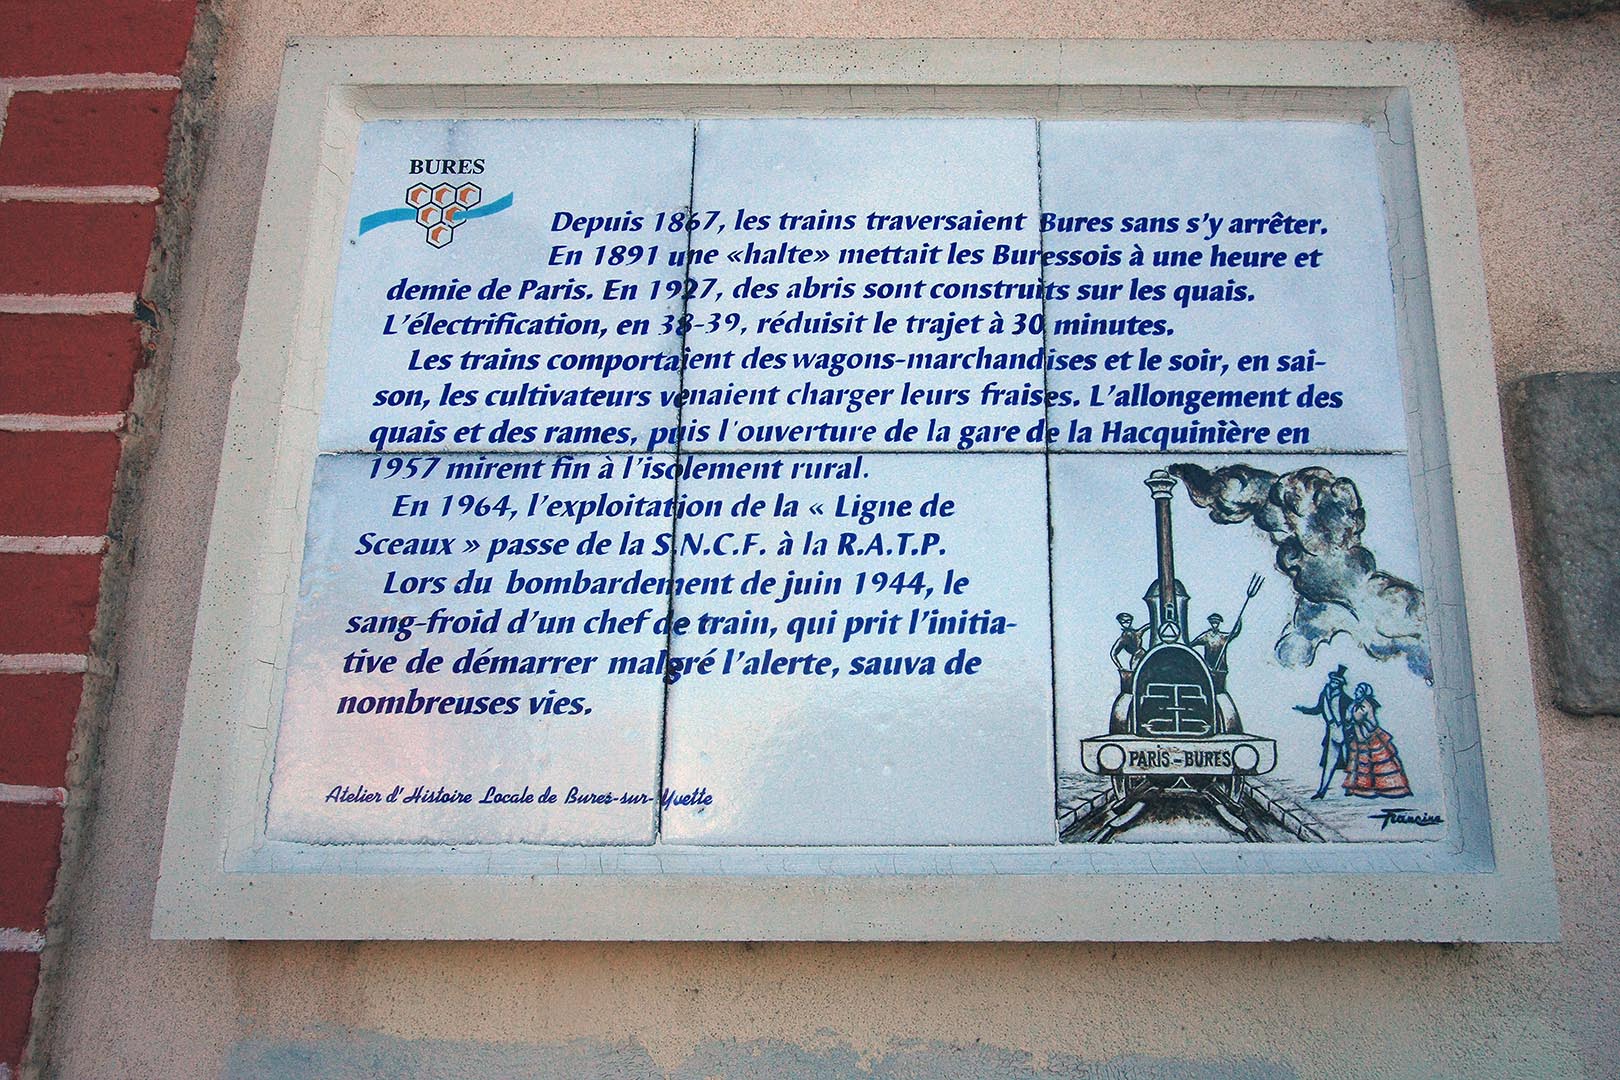 BURES
Depuis 1867, les trains traversaient Bures sans s'y arrêter.
En 1891 une «halte» mettait les Buressois à une heure et
demie de Paris. En 1927, des abris sont construits sur les quais.
L'électrification, en 38-39, réduisit le trajet à 30 minutes.
Les trains comportaient des wagons-marchandises et le soir, en sai-
son, les cultivateurs venaient charger leurs fraises. L'allongement des
quais et des rames, puis l'ouverture de la gare de la Hacquinière en
1957 mirent fin à l'isolement rural.
En 1964, l'exploitation de la « Ligne de
Sceaux » passe de la S.N.C.F. à la R.A.T.P.
Lors du bombardement de juin 1944, le
sang-froid d'un chef de train, qui prit l'initia-
tive de démarrer malgré l'alerte, sauva de
nombreuses vies.
PARIS-BURES
Atelier d'Histoire Locale de Bures-sur-Yvette